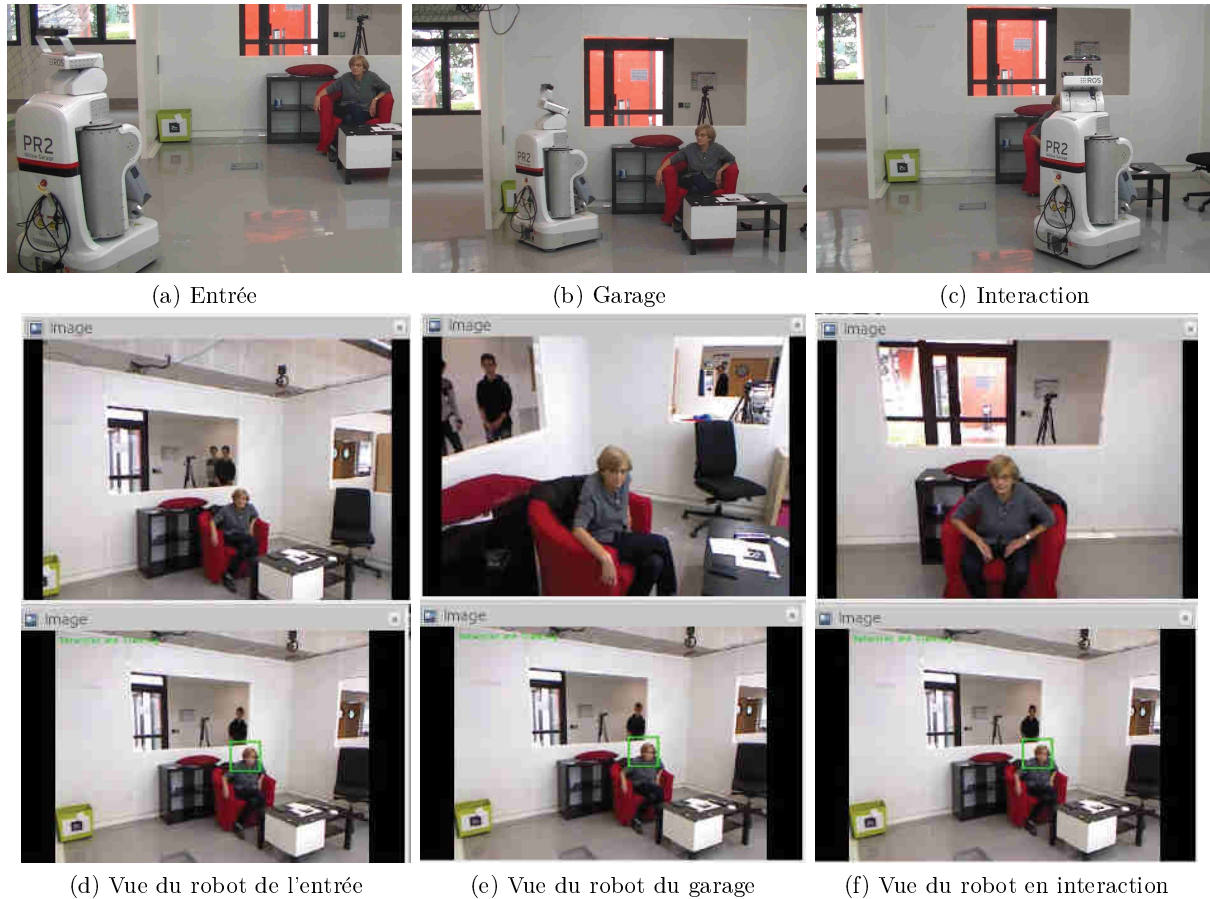 ROS
PR2
PR2
ROS
PR2
(a) Entrée
(b) Garage
(c) Interaction
Image
Image
Image
Image
Image
Image
(d) Vue du robot de l'entrée
(e) Vue du robot du garage
(f) Vue du robot en interaction